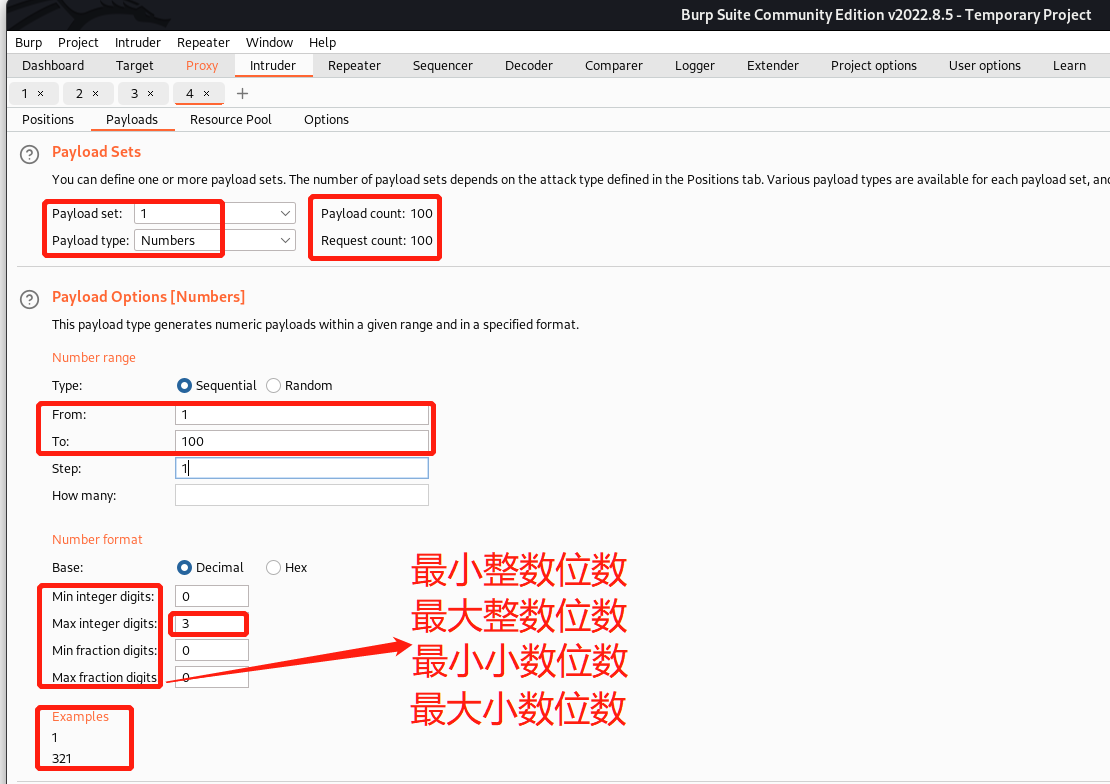 Burp Suite Community Edition v2022.8.5 - Temporary Project
Burp Project Intruder Repeater Window Help
Dashboard Target Proxy Intruder Repeater Sequencer Decoder Comparer Logger Extender Project options User options Learn
1 × 2 × 3 × 4 × +
Positions Payloads Resource Pool Options
? Payload Sets
You can define one or more payload sets. The number of payload sets depends on the attack type defined in the Positions tab. Various payload types are available for each payload set, and
Payload set: 1 Payload count: 100
Payload type: Numbers Request count: 100
? Payload Options [Numbers]
This payload type generates numeric payloads within a given range and in a specified format.
Number range
Type: Sequential Random
From: 1
To: 100
Step: 1
How many:
Number format
Base: Decimal Hex
Min integer digits: 0
Max integer digits: 3
Min fraction digits: 0
Max fraction digits 0
最小整数位数
最大整数位数
最小小数位数
最大小数位数
Examples
1
321